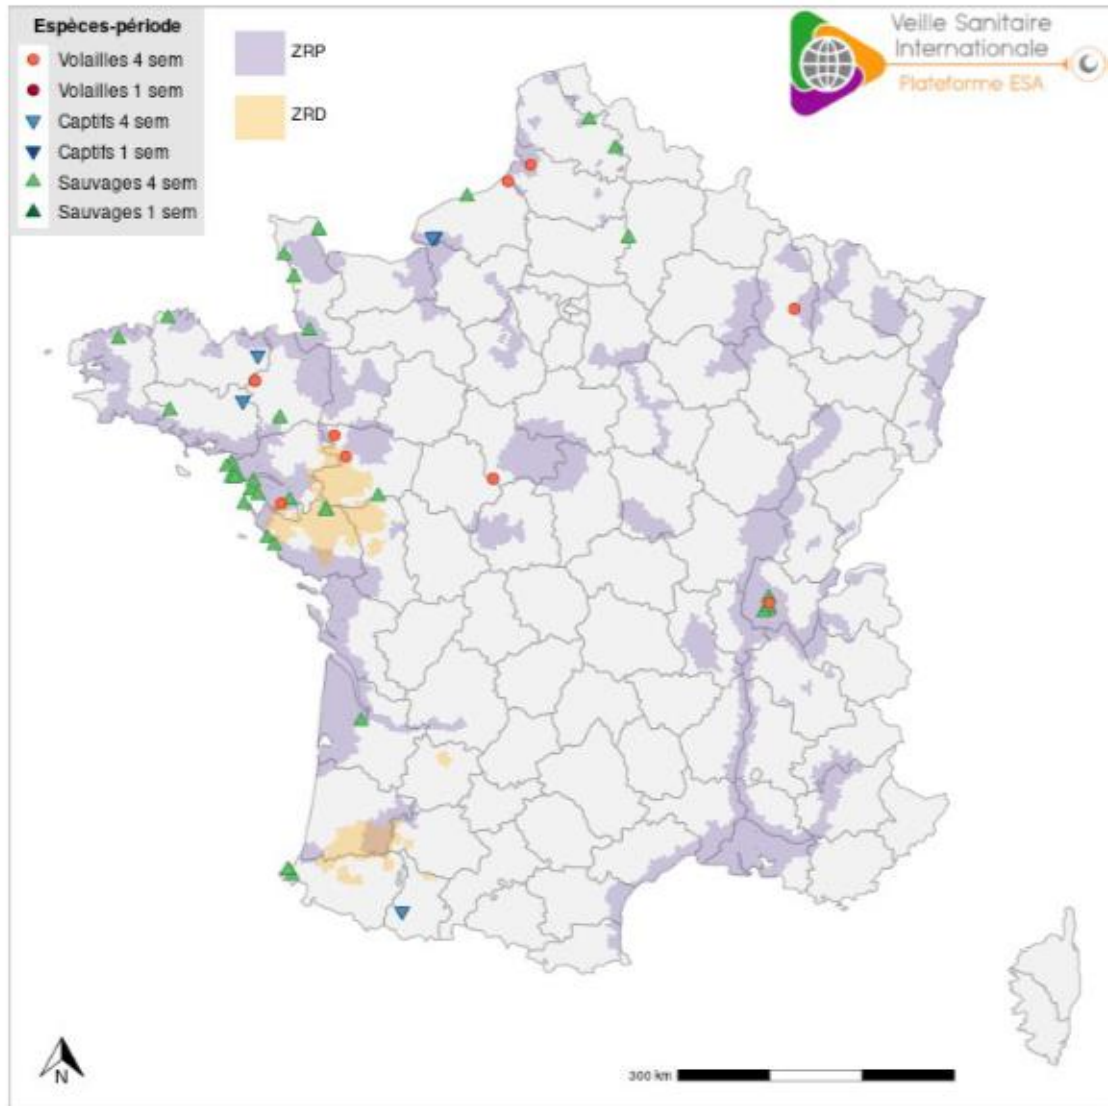 Espèces-période
Volailles 4 sem
Volailles 1 sem
Captifs 4 sem
Captifs 1 sem
Sauvages 4 sem
Sauvages 1 sem
ZRP
ZRD
Veille Sanitaire
Internationale
Plateforme ESA
N
300 km